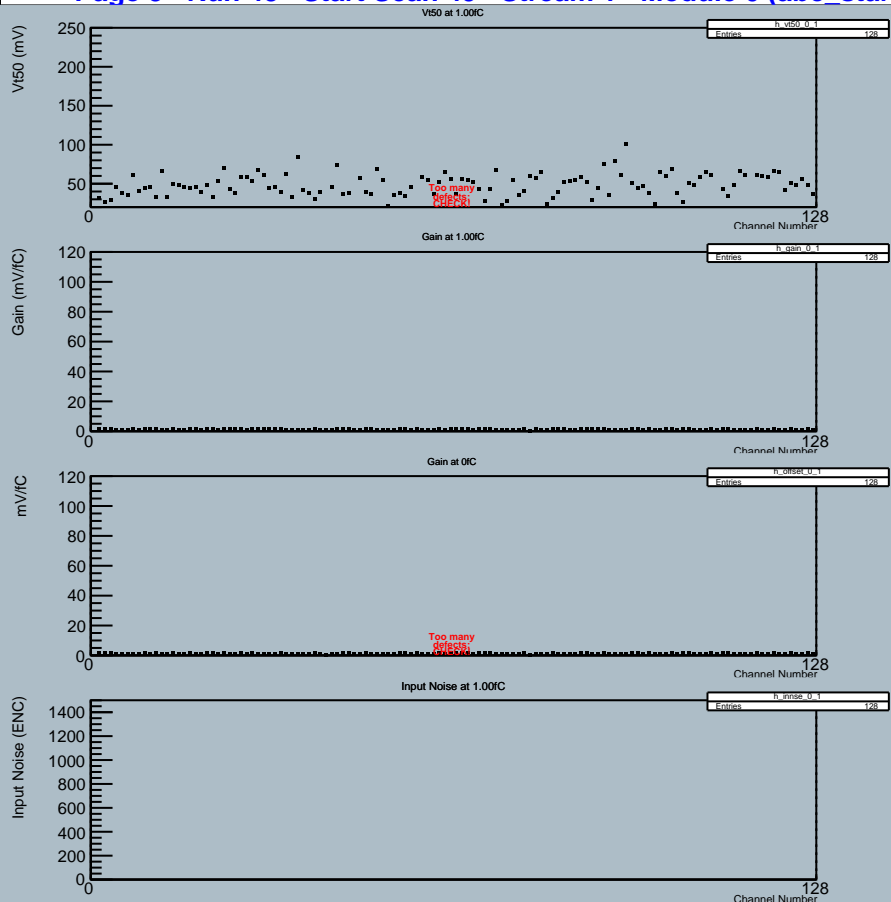 Vt50 at 1.00fC
h_vt50_0_1
Entries 128
Vt50 (mV)
250
200
150
100
50
0
128
Too many
defects:
CHECK!
Channel Number
Gain at 1.00fC
h_gain_0_1
Entries 128
Gain (mV/fC)
120
100
80
60
40
20
0
0
128
Channel Number
Gain at 0fC
h_offset_0_1
Entries 128
mV/fC
120
100
80
60
40
20
0
0
128
Too many
defects:
CHECK!
Channel Number
Input Noise at 1.00fC
h_innse_0_1
Entries 128
Input Noise (ENC)
1400
1200
1000
800
600
400
200
0
0
128
Channel Number